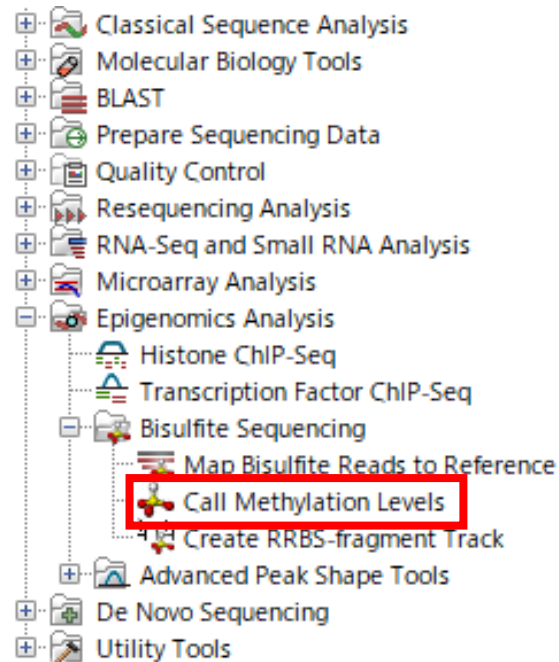 Classical Sequence Analysis
Molecular Biology Tools
BLAST
Prepare Sequencing Data
Quality Control
Resequencing Analysis
RNA-Seq and Small RNA Analysis
Microarray Analysis
Epigenomics Analysis
Histone ChIP-Seq
Transcription Factor ChIP-Seq
Bisulfite Sequencing
Map Bisulfite Reads to Reference
Call Methylation Levels
Create RRBS-fragment Track
Advanced Peak Shape Tools
De Novo Sequencing
Utility Tools